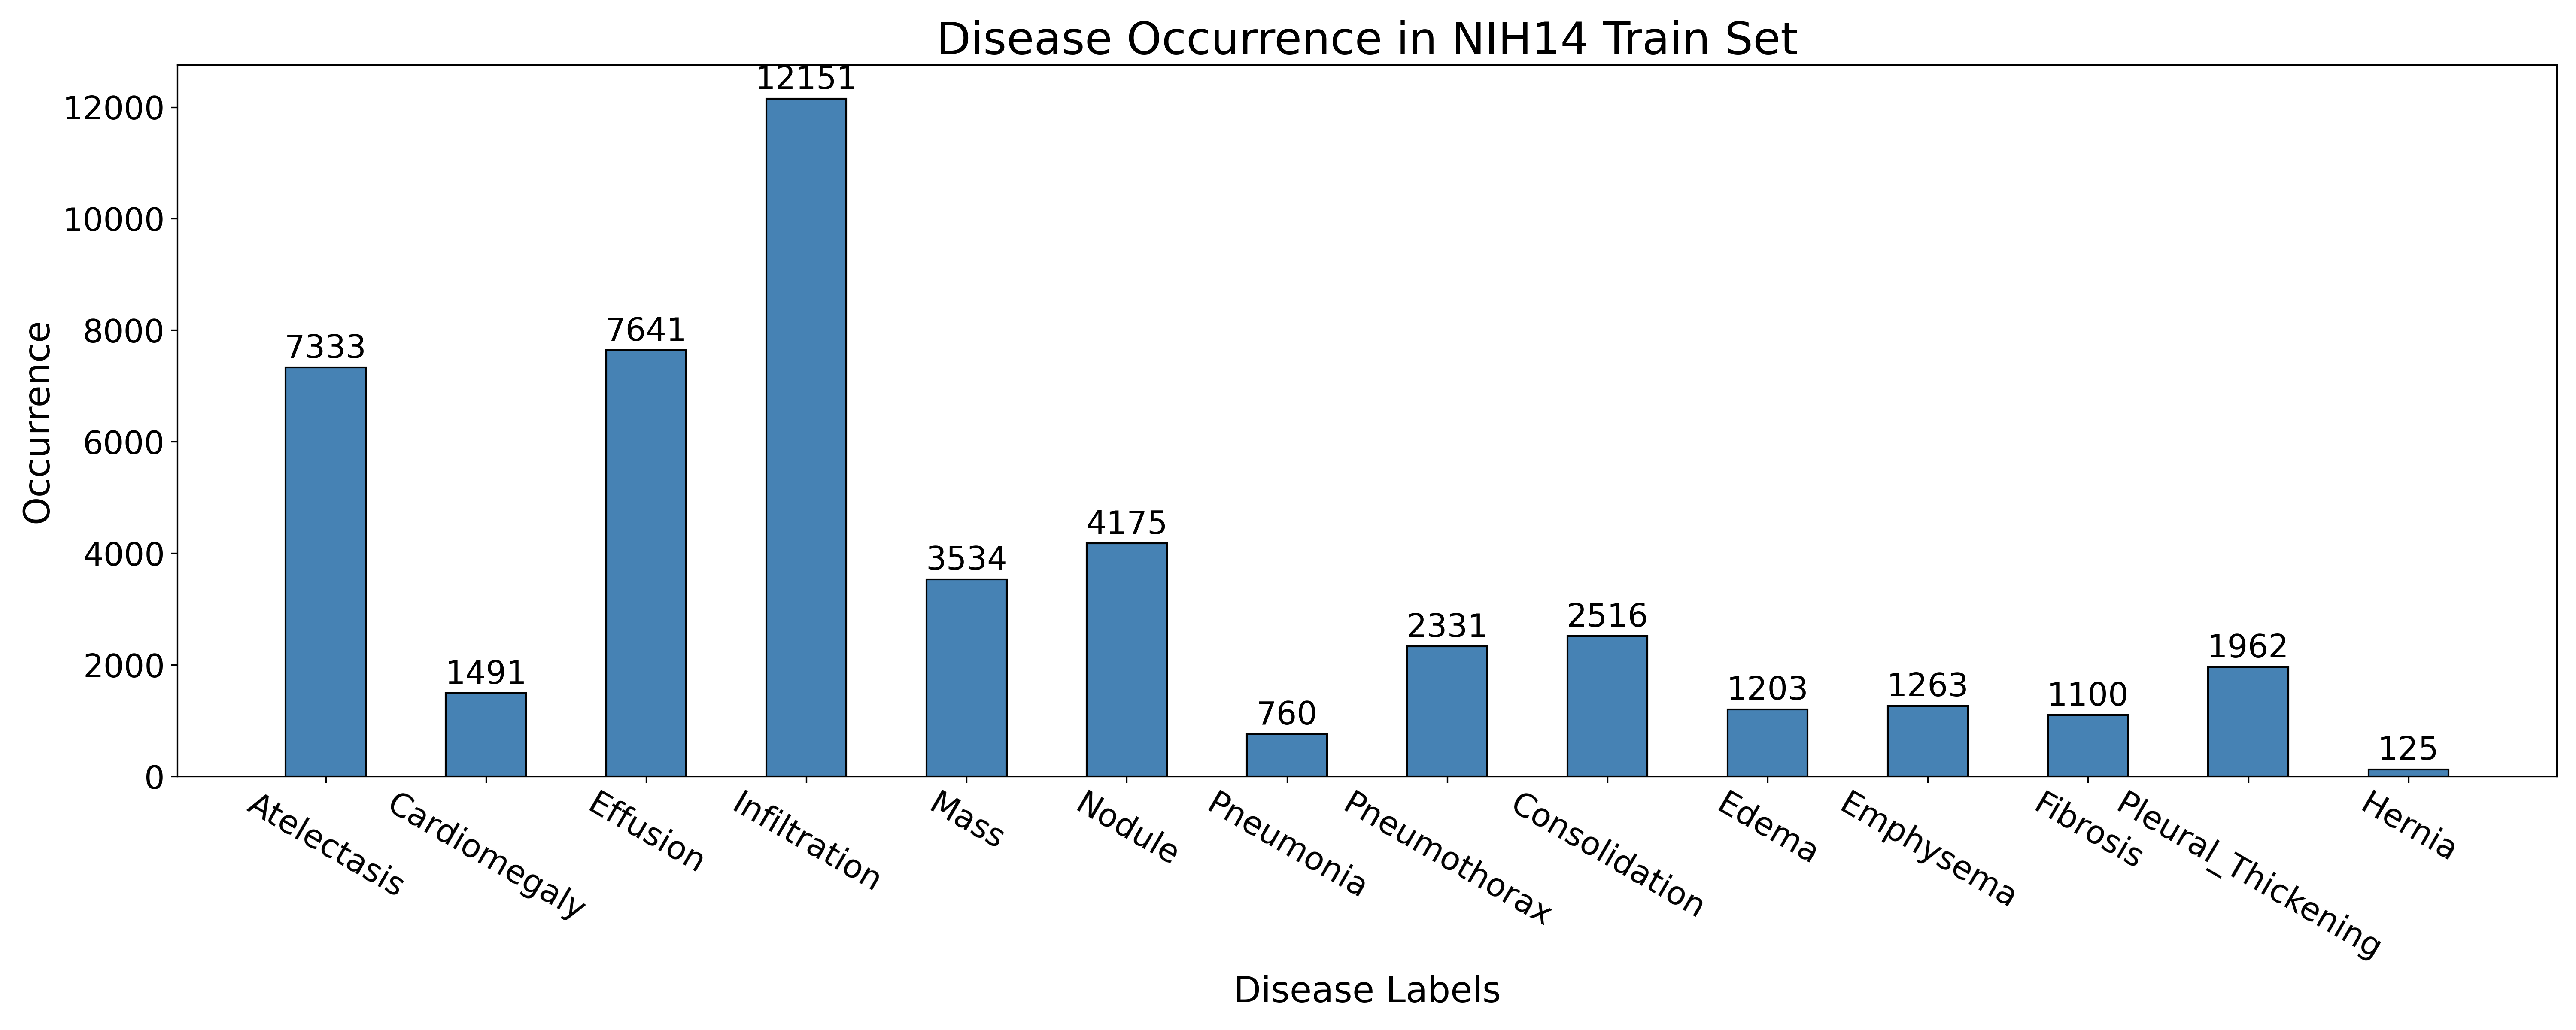 Disease Occurrence in NIH14 Train Set
Occurrence
12000
10000
8000
6000
4000
2000
0
7333
1491
7641
12151
3534
4175
760
2331
2516
1203
1263
1100
1962
125
Atelectasis
Cardiomegaly
Effusion
Infiltration
Mass
Nodule
Pneumonia
Pneumothorax
Consolidation
Edema
Emphysema
Fibrosis
Pleural_Thickening
Hernia
Disease Labels